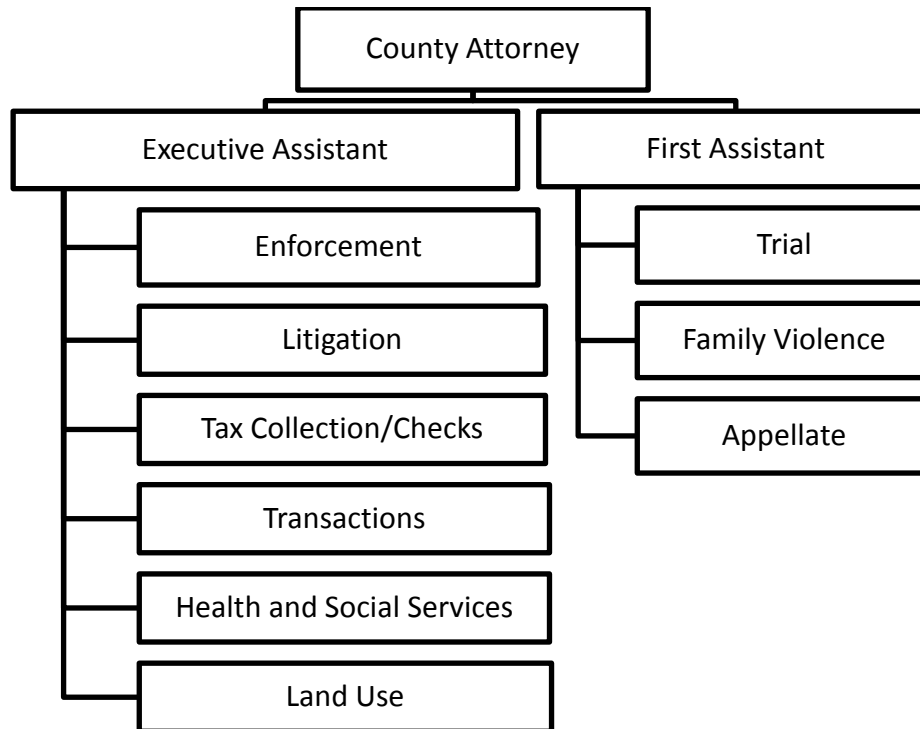 County Attorney
Executive Assistant
First Assistant
Enforcement
Trial
Litigation
Family Violence
Tax Collection/Checks
Appellate
Transactions
Health and Social Services
Land Use